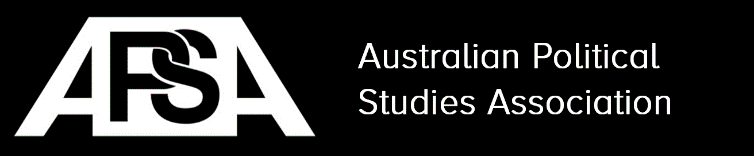 APSA
Australian Political
Studies Association